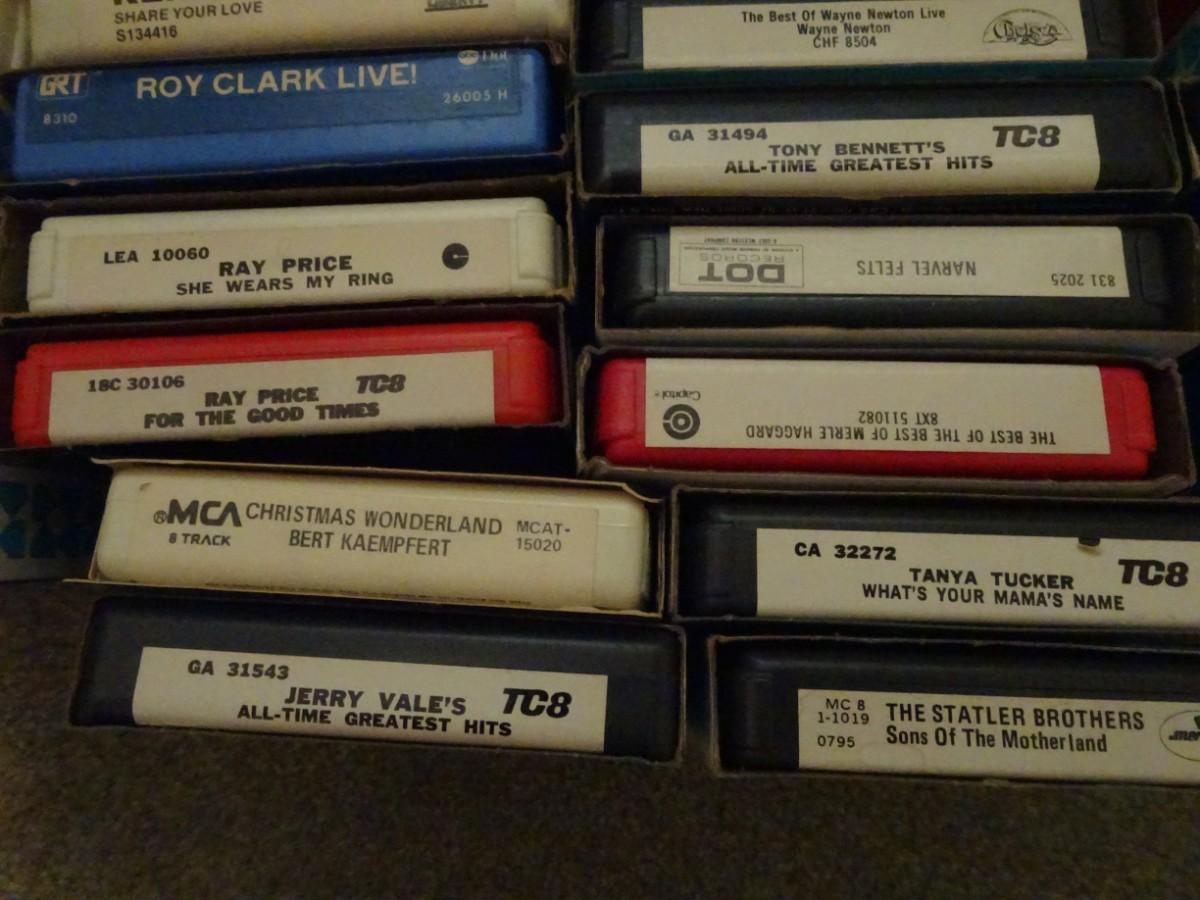 SHARE YOUR LOVE
S134416
GRT
ROY CLARK LIVE!
8310
26005 H
LEA 10060
RAY PRICE
SHE WEARS MY RING
18C 30106
RAY PRICE
TC8
FOR THE GOOD TIMES
®MCA
8 TRACK
CHRISTMAS WONDERLAND
BERT KAEMPFERT
MCAT-
15020
GA 31543
JERRY VALE'S
TC8
ALL-TIME GREATEST HITS
The Best Of Wayne Newton Live
Wayne Newton
CHF 8504
Chelsea
GA 31494
TC8
TONY BENNETT'S
ALL-TIME GREATEST HITS
831 2025
NARVEL FELTS
DOT
RECORDS
THE BEST OF THE BEST OF MERLE HAGGARD
8XT 511082
Capitol®
CA 32272
TANYA TUCKER
TC8
WHAT'S YOUR MAMA'S NAME
MC 8
1-1019
0795
THE STATLER BROTHERS
Sons Of The Motherland